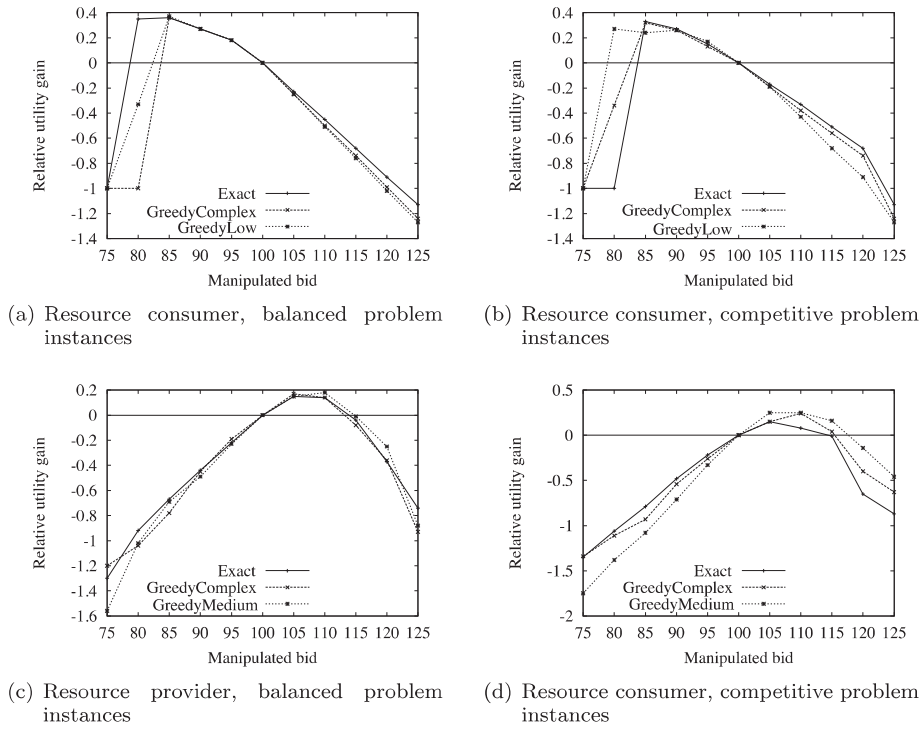 0.4
0.2
0
-0.2
-0.4
-0.6
-0.8
-1
-1.2
-1.4
Relative utility gain
Exact
GreedyComplex
GreedyLow
75 80 85 90 95 100 105 110 115 120 125
Manipulated bid
(a) Resource consumer, balanced problem
instances
0.4
0.2
0
-0.2
-0.4
-0.6
-0.8
-1
-1.2
-1.4
Relative utility gain
Exact
GreedyComplex
GreedyLow
75 80 85 90 95 100 105 110 115 120 125
Manipulated bid
(b) Resource consumer, competitive problem
instances
0.2
0
-0.2
-0.4
-0.6
-0.8
-1
-1.2
-1.4
-1.6
Relative utility gain
Exact
GreedyComplex
GreedyMedium
75 80 85 90 95 100 105 110 115 120 125
Manipulated bid
(c) Resource provider, balanced problem
instances
0.5
0
-0.5
-1
-1.5
-2
Relative utility gain
Exact
GreedyComplex
GreedyMedium
75 80 85 90 95 100 105 110 115 120 125
Manipulated bid
(d) Resource consumer, competitive problem
instances